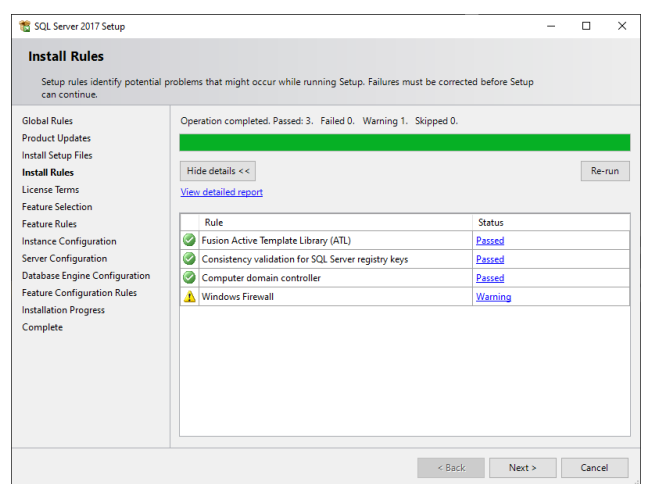 SQL Server 2017 Setup
Install Rules
Setup rules identify potential problems that might occur while running Setup. Failures must be corrected before Setup
can continue.
Global Rules
Product Updates
Install Setup Files
Install Rules
License Terms
Feature Selection
Feature Rules
Instance Configuration
Server Configuration
Database Engine Configuration
Feature Configuration Rules
Installation Progress
Complete
Operation completed. Passed: 3. Failed 0. Warning 1. Skipped 0.
Hide details << Re-run
View detailed report
Rule Status
Fusion Active Template Library (ATL) Passed
Consistency validation for SQL Server registry keys Passed
Computer domain controller Passed
Windows Firewall Warning
< Back Next > Cancel